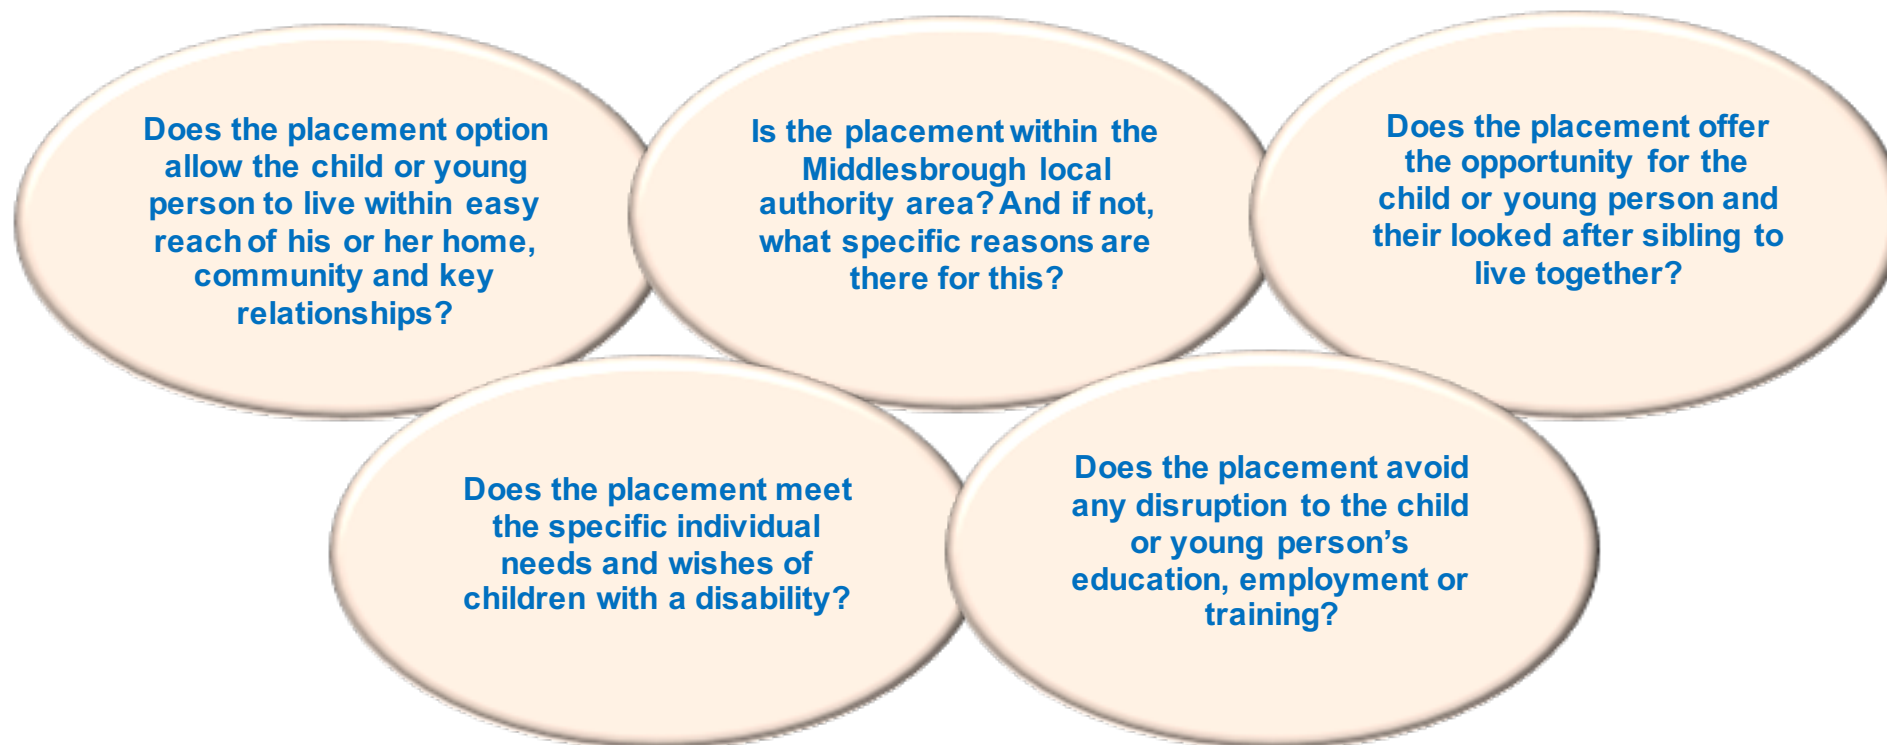 Does the placement option
allow the child or young
person to live within easy
reach of his or her home,
community and key
relationships?
Is the placement within the
Middlesbrough local
authority area? And if not,
what specific reasons are
there for this?
Does the placement offer
the opportunity for the
child or young person and
their looked after sibling to
live together?
Does the placement meet
the specific individual
needs and wishes of
children with a disability?
Does the placement avoid
any disruption to the child
or young person’s
education, employment or
training?